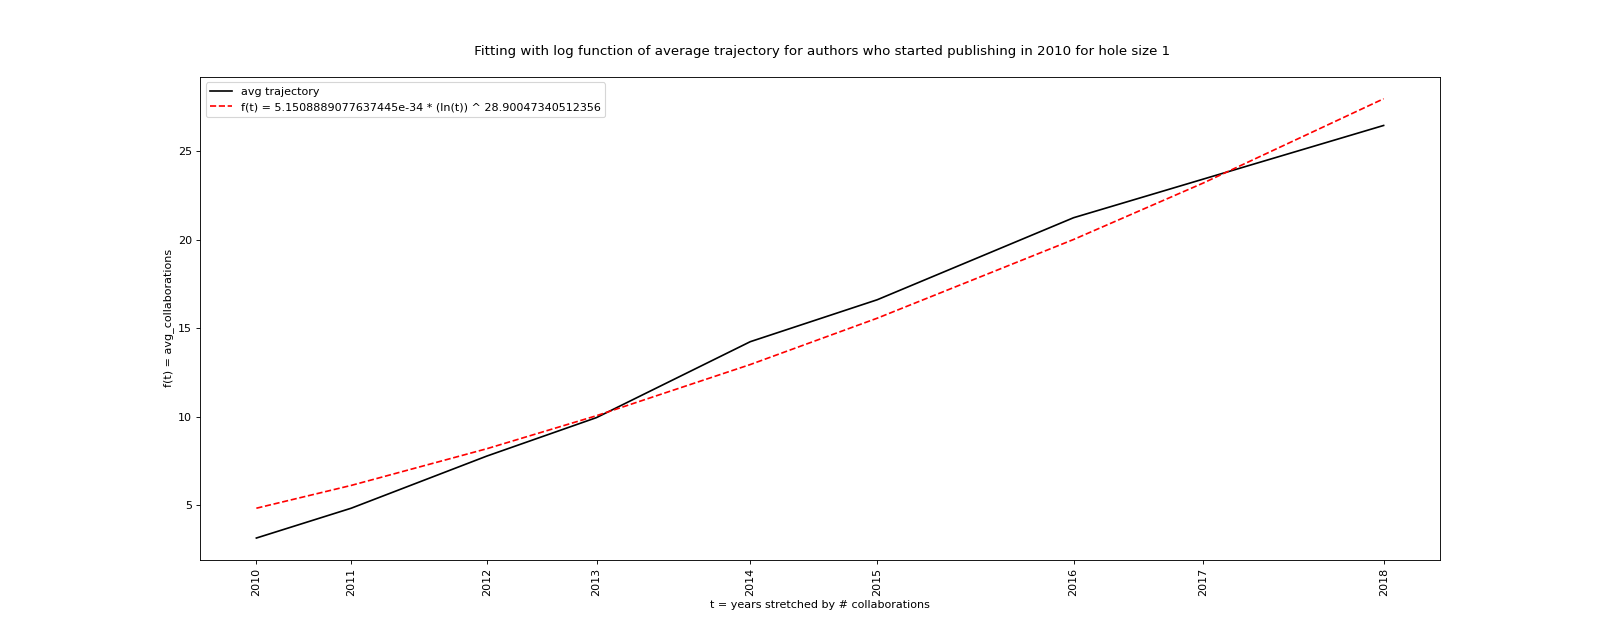 Fitting with log function of average trajectory for authors who started publishing in 2010 for hole size 1
avg trajectory
f(t) = 5.1508889077637445e-34 * (ln(t)) ^ 28.90047340512356
f(t) = avg_collaborations
25
20
15
10
5
2010
2011
2012
2013
2014
2015
2016
2017
2018
t = years stretched by # collaborations